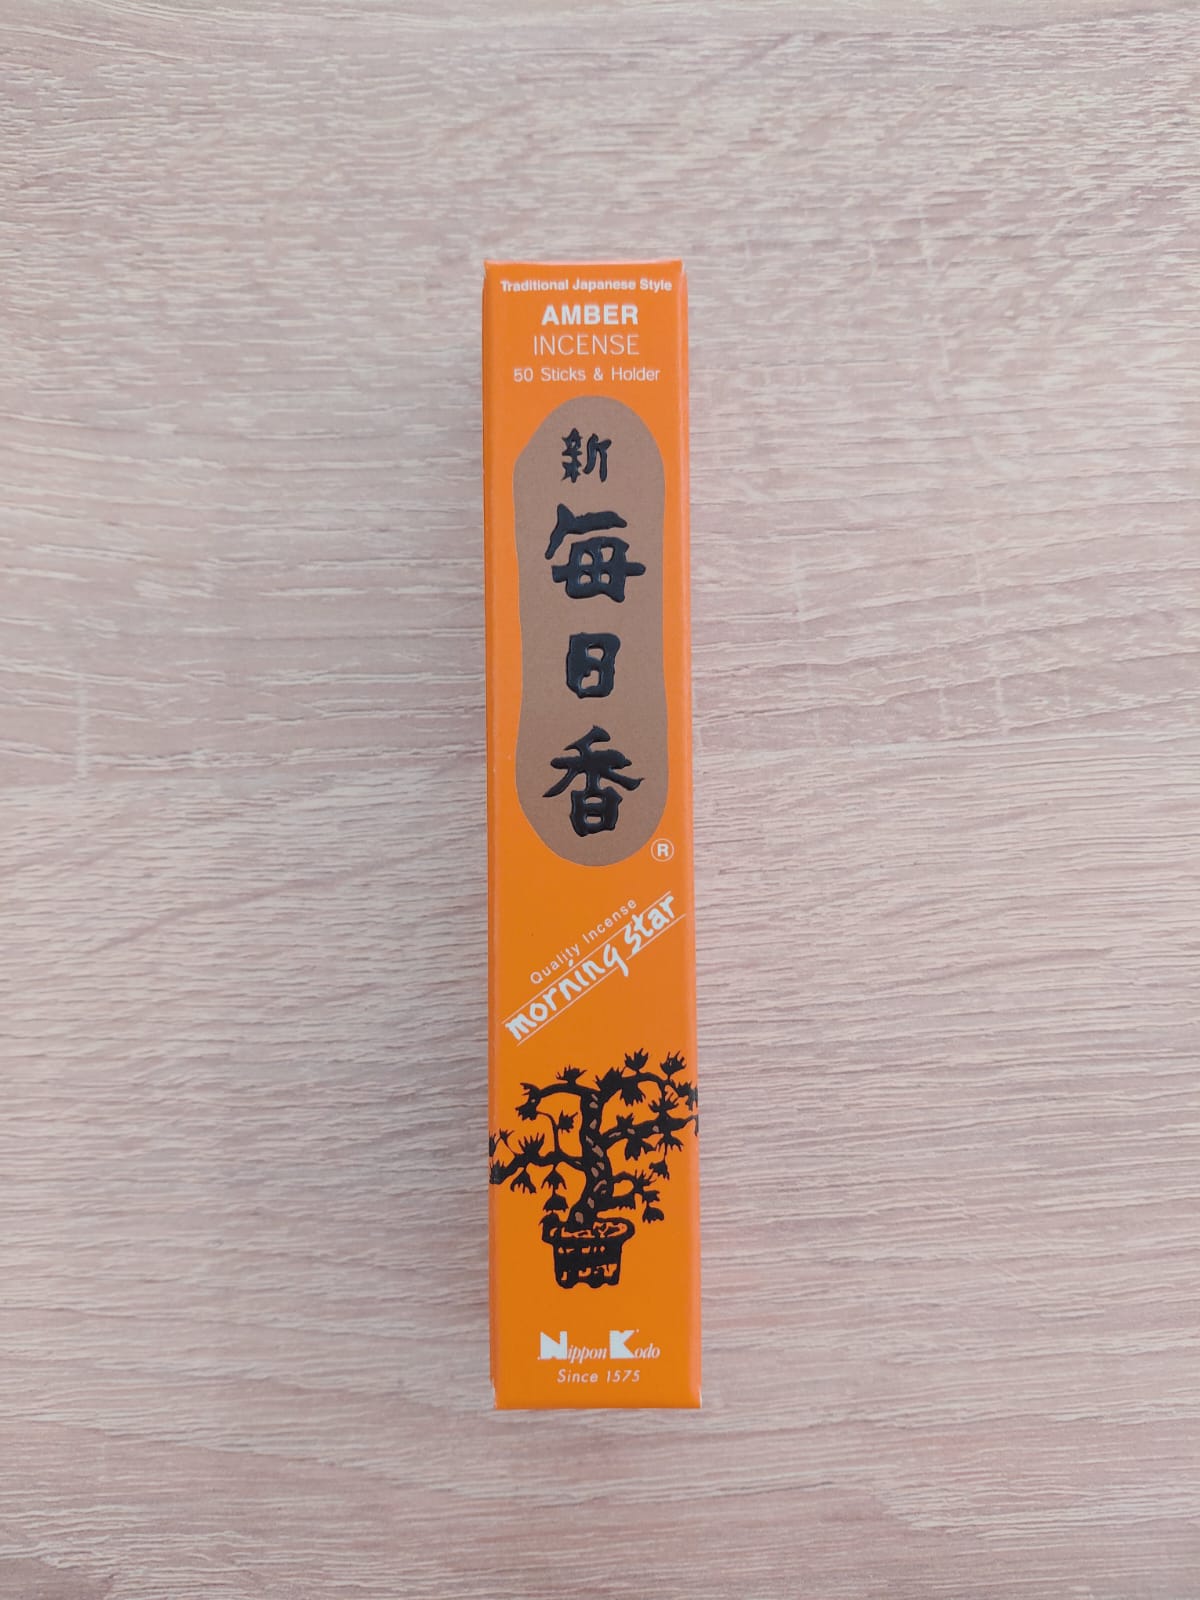 Traditional Japanese Style
AMBER
INCENSE
50 Sticks & Holder
新
毎
日
香
®
Quality Incense
morning star
Nippon Kodo
Since 1575